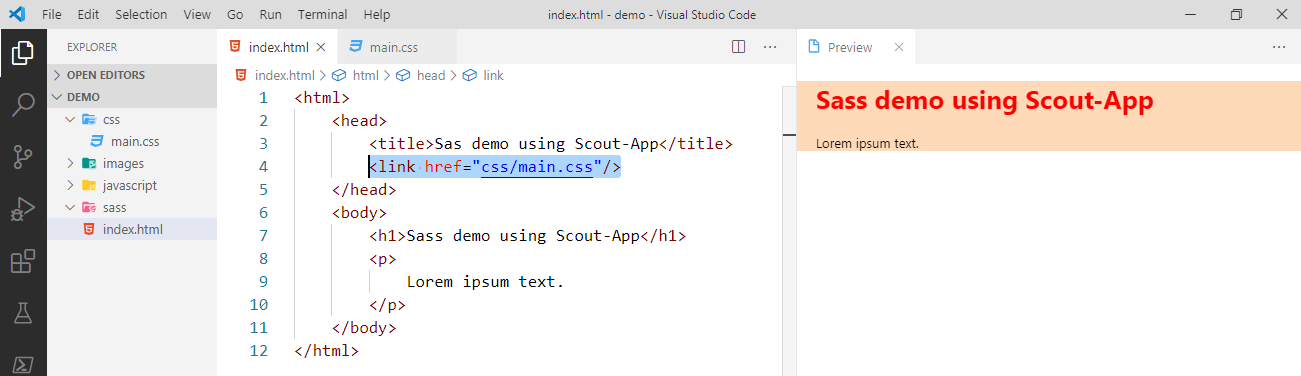 File Edit Selection View Go Run Terminal Help index.html - demo - Visual Studio Code
EXPLORER
OPEN EDITORS
DEMO
css
main.css
images
javascript
sass
index.html
index.html main.css
index.html > html > head > link
1 <html>
2 <head>
3 <title>Sas demo using Scout-App</title>
4 <link href="css/main.css"/>
5 </head>
6 <body>
7 <h1>Sass demo using Scout-App</h1>
8 <p>
9 Lorem ipsum text.
10 </p>
11 </body>
12 </html>
Preview
Sass demo using Scout-App
Lorem ipsum text.